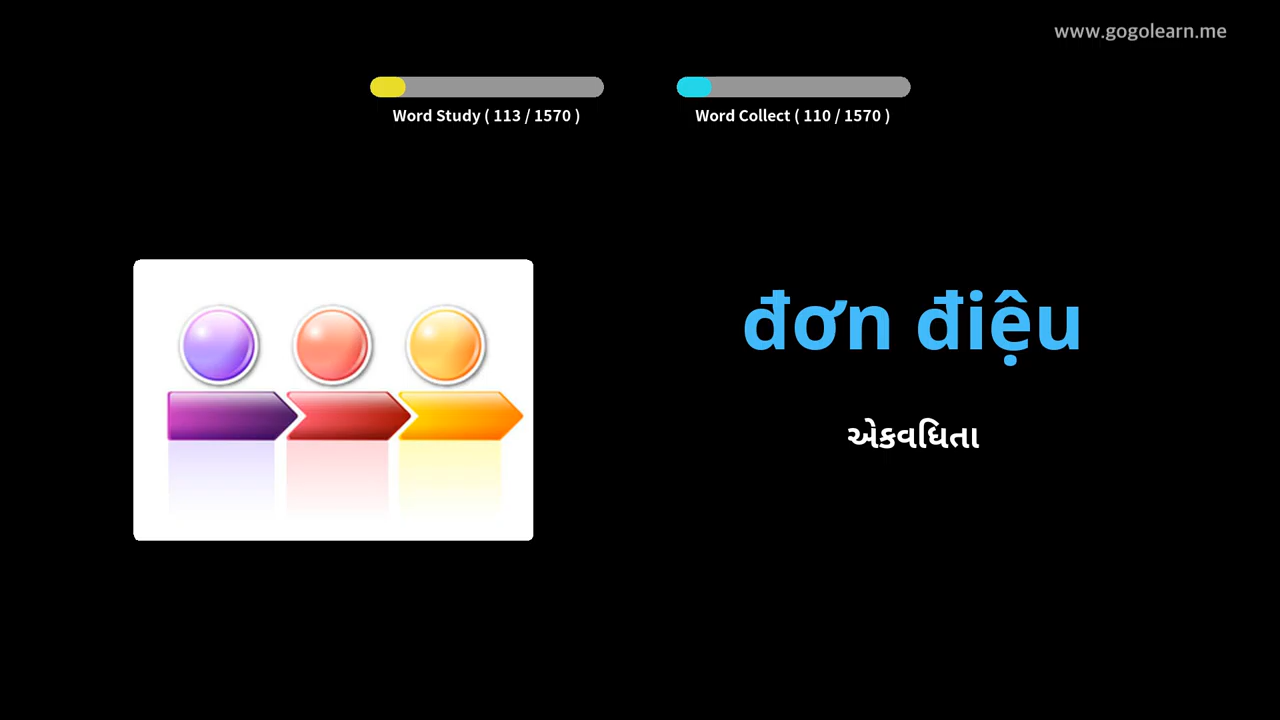 www.gogolearn.me
Word Study ( 113 / 1570 )
Word Collect ( 110 / 1570 )
đơn điệu
એકવધિતા